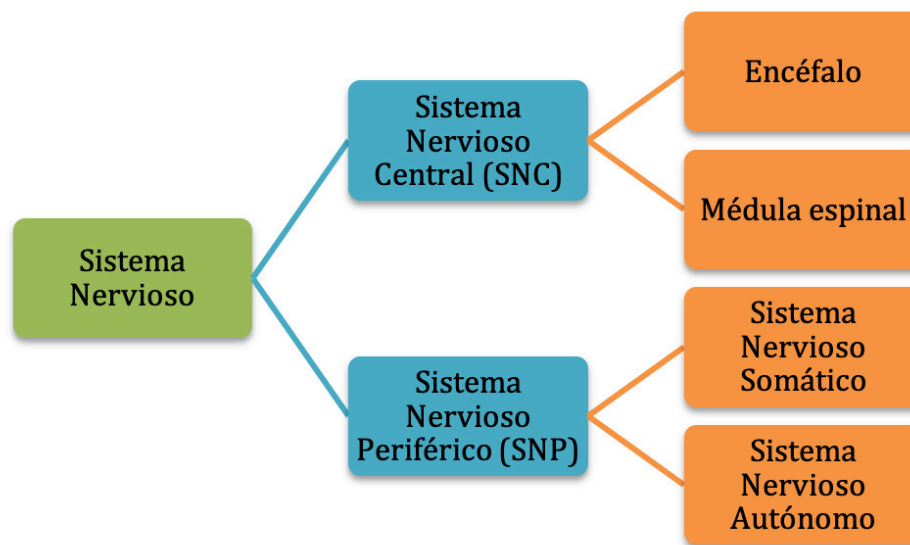 Sistema
Nervioso
Sistema
Nervioso
Central (SNC)
Encéfalo
Médula espinal
Sistema
Nervioso
Periférico (SNP)
Sistema
Nervioso
Somático
Sistema
Nervioso
Autónomo